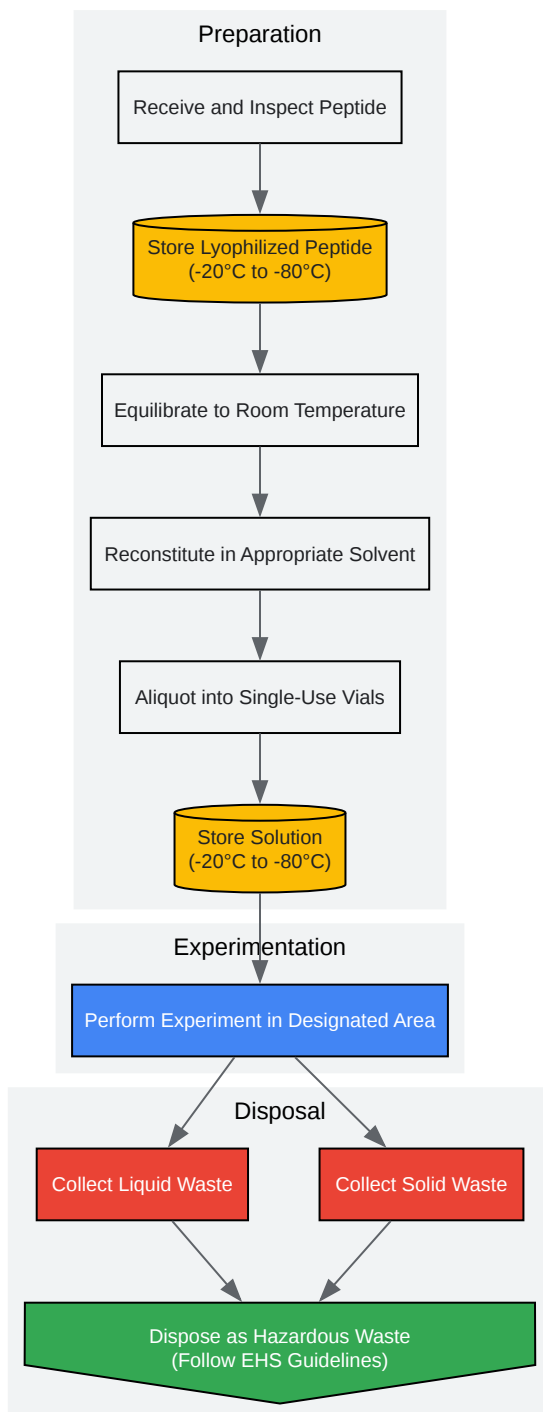 Preparation
Receive and Inspect Peptide
Store Lyophilized Peptide
(-20°C to -80°C)
Equilibrate to Room Temperature
Reconstitute in Appropriate Solvent
Aliquot into Single-Use Vials
Store Solution
(-20°C to -80°C)
Experimentation
Perform Experiment in Designated Area
Disposal
Collect Liquid Waste
Collect Solid Waste
Dispose as Hazardous Waste
(Follow EHS Guidelines)